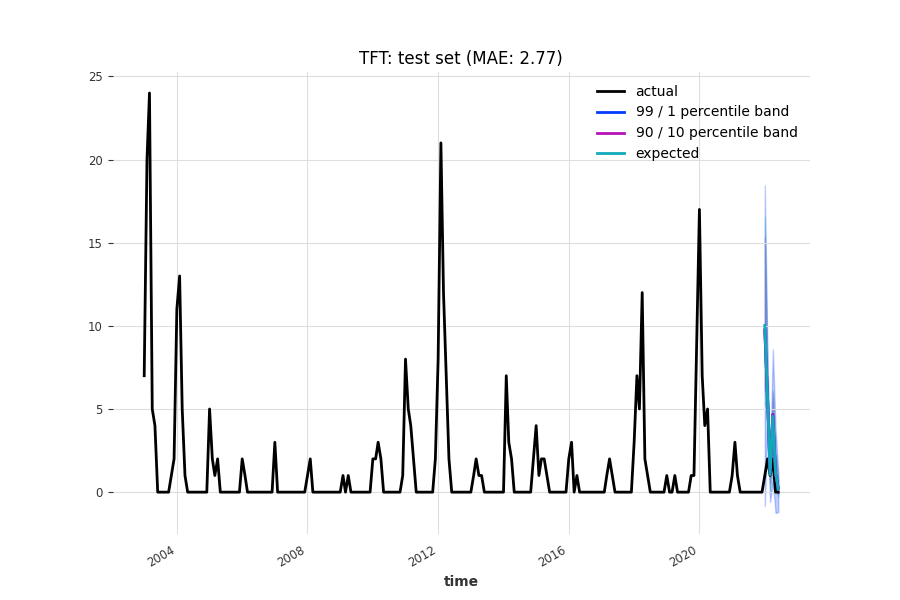 TFT: test set (MAE: 2.77)
actual
99 / 1 percentile band
90 / 10 percentile band
expected
25
20
15
10
5
0
2004
2008
2012
2016
2020
time